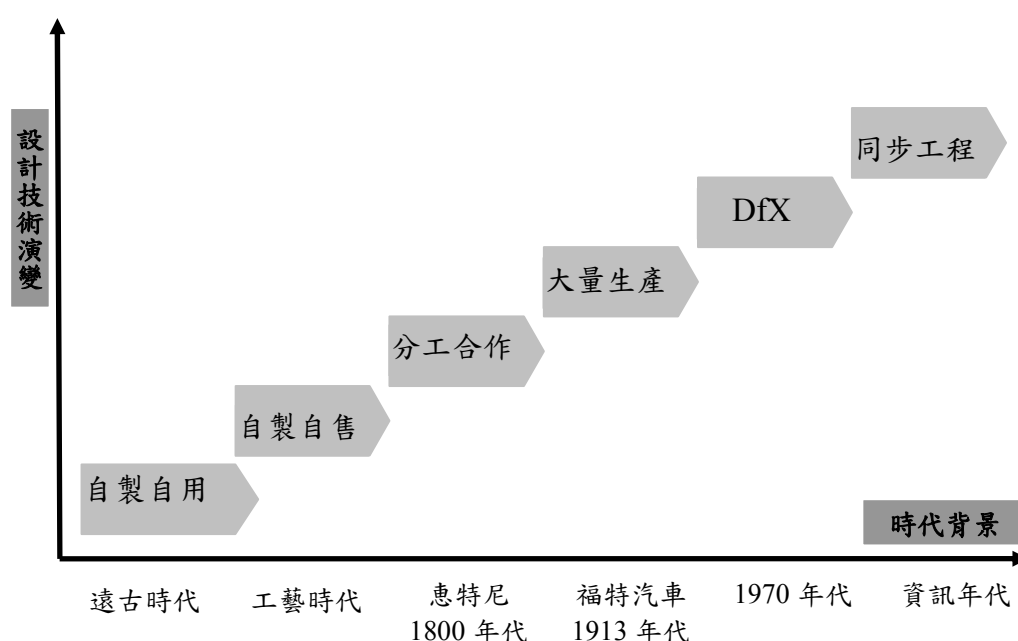 設計技術演變
同步工程
DfX
大量生產
分工合作
自製自售
自製自用
時代背景
遠古時代
工藝時代
惠特尼
1800 年代
福特汽車
1913 年代
1970 年代
資訊年代